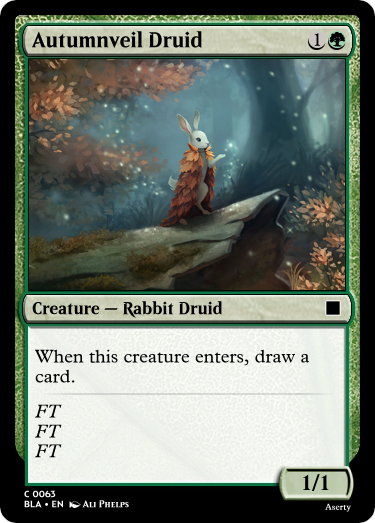 Autumnveil Druid 1
Creature — Rabbit Druid
When this creature enters, draw a
card.
FT
FT
FT
1/1
C 0063
BLA • EN Ali Phelps
Aserty